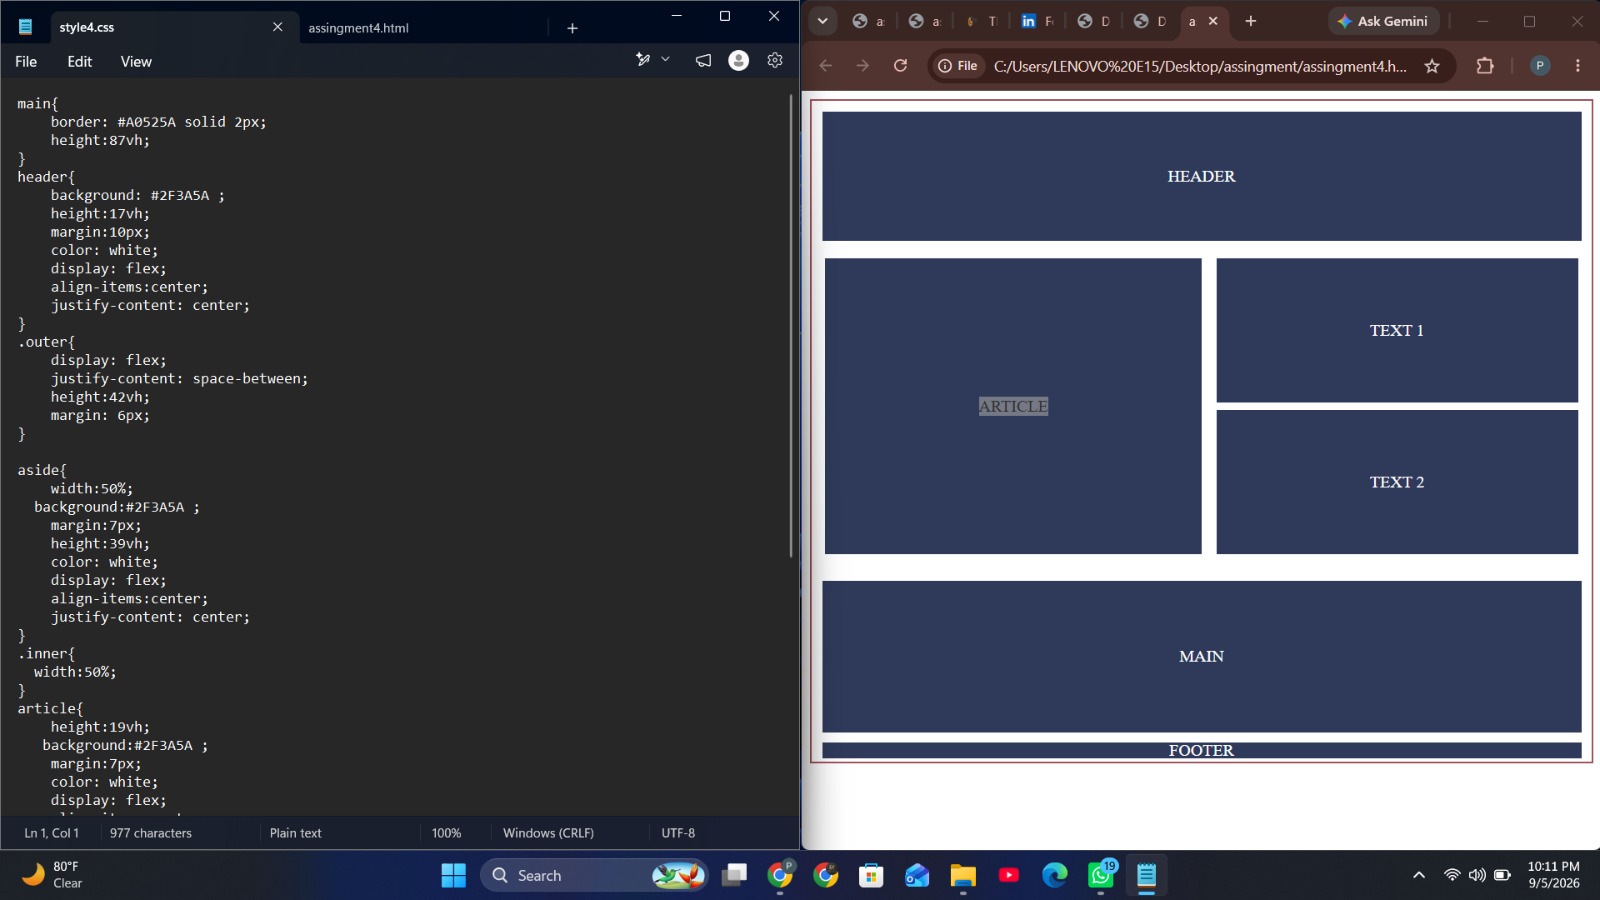 style4.css
assingment4.html
File Edit View
main{
    border: #A0525A solid 2px;
    height:87vh;
}
header{
    background: #2F3A5A ;
    height:17vh;
    margin:10px;
    color: white;
    display: flex;
    align-items:center;
    justify-content: center;
}
.outer{
    display: flex;
    justify-content: space-between;
    height:42vh;
    margin: 6px;
}
aside{
    width:50%;
  background:#2F3A5A ;
    margin:7px;
    height:39vh;
    color: white;
    display: flex;
    align-items:center;
    justify-content: center;
}
.inner{
  width:50%;
}
article{
    height:19vh;
   background:#2F3A5A ;
    margin:7px;
    color: white;
    display: flex;
Ln 1, Col 1 977 characters Plain text 100% Windows (CRLF) UTF-8
a a T in F D D a Ask Gemini
File C:/Users/LENOVO%20E15/Desktop/assingment/assingment4.h... P
HEADER
ARTICLE
TEXT 1
TEXT 2
MAIN
FOOTER
80°F
Clear
Search
P
19
10:11 PM
9/5/2026